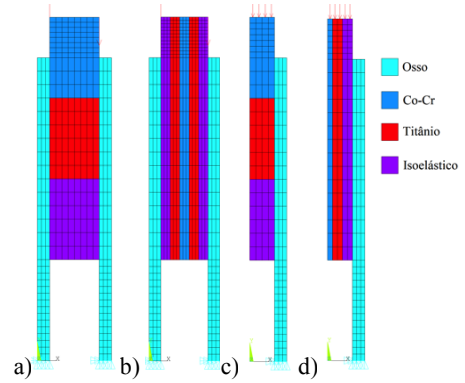 Osso
Co-Cr
Titânio
Isoelástico
a) b) c) d)